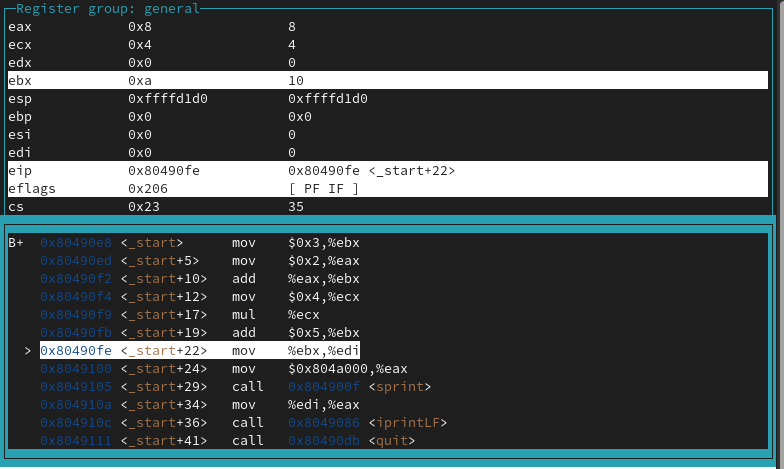 Register group: general
eax 0x8 8
ecx 0x4 4
edx 0x0 0
ebx 0xa 10
esp 0xffffd1d0 0xffffd1d0
ebp 0x0 0x0
esi 0x0 0
edi 0x0 0
eip 0x80490fe 0x80490fe <_start+22>
eflags 0x206 [ PF IF ]
cs 0x23 35
B+ 0x80490e8 <_start> mov $0x3,%ebx
0x80490ed <_start+5> mov $0x2,%eax
0x80490f2 <_start+10> add %eax,%ebx
0x80490f4 <_start+12> mov $0x4,%ecx
0x80490f9 <_start+17> mul %ecx
0x80490fb <_start+19> add $0x5,%ebx
> 0x80490fe <_start+22> mov %ebx,%edi
0x8049100 <_start+24> mov $0x804a000,%eax
0x8049105 <_start+29> call 0x804900f <sprint>
0x804910a <_start+34> mov %edi,%eax
0x804910c <_start+36> call 0x8049086 <iprintLF>
0x8049111 <_start+41> call 0x80490db <quit>